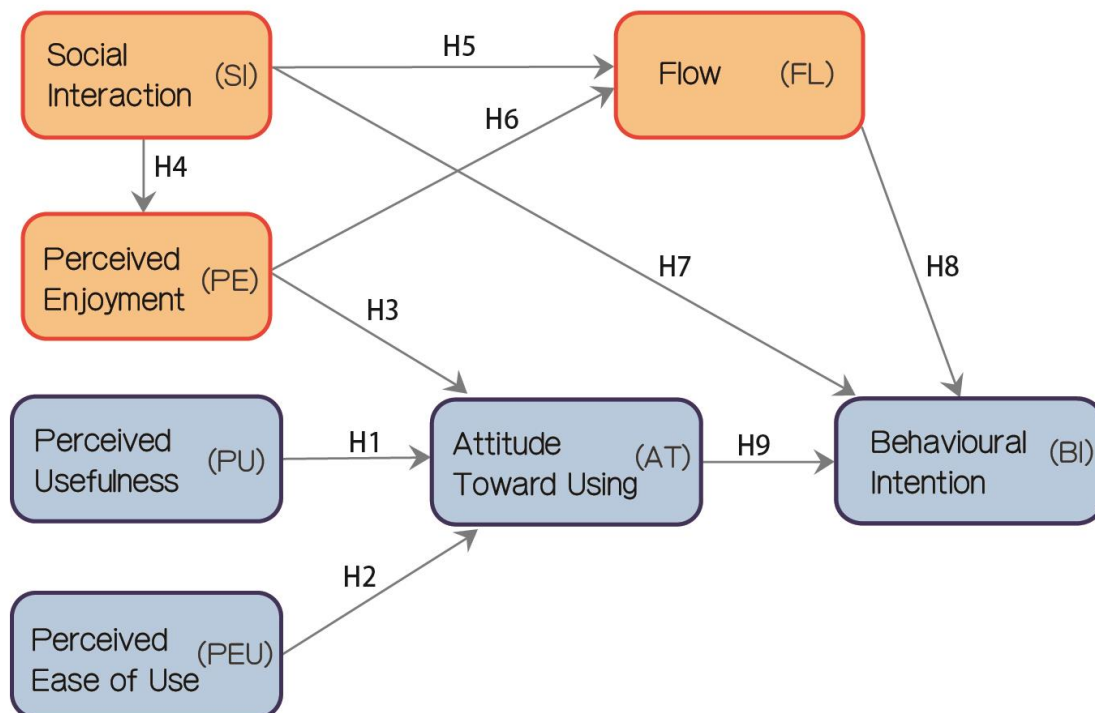 Social
Interaction
(SI)
H5
Flow
(FL)
H6
H4
Perceived
Enjoyment
(PE)
H7
H8
H3
Perceived
Usefulness
(PU)
H1
Attitude
Toward Using
(AT)
H9
Behavioural
Intention
(BI)
H2
Perceived
Ease of Use
(PEU)